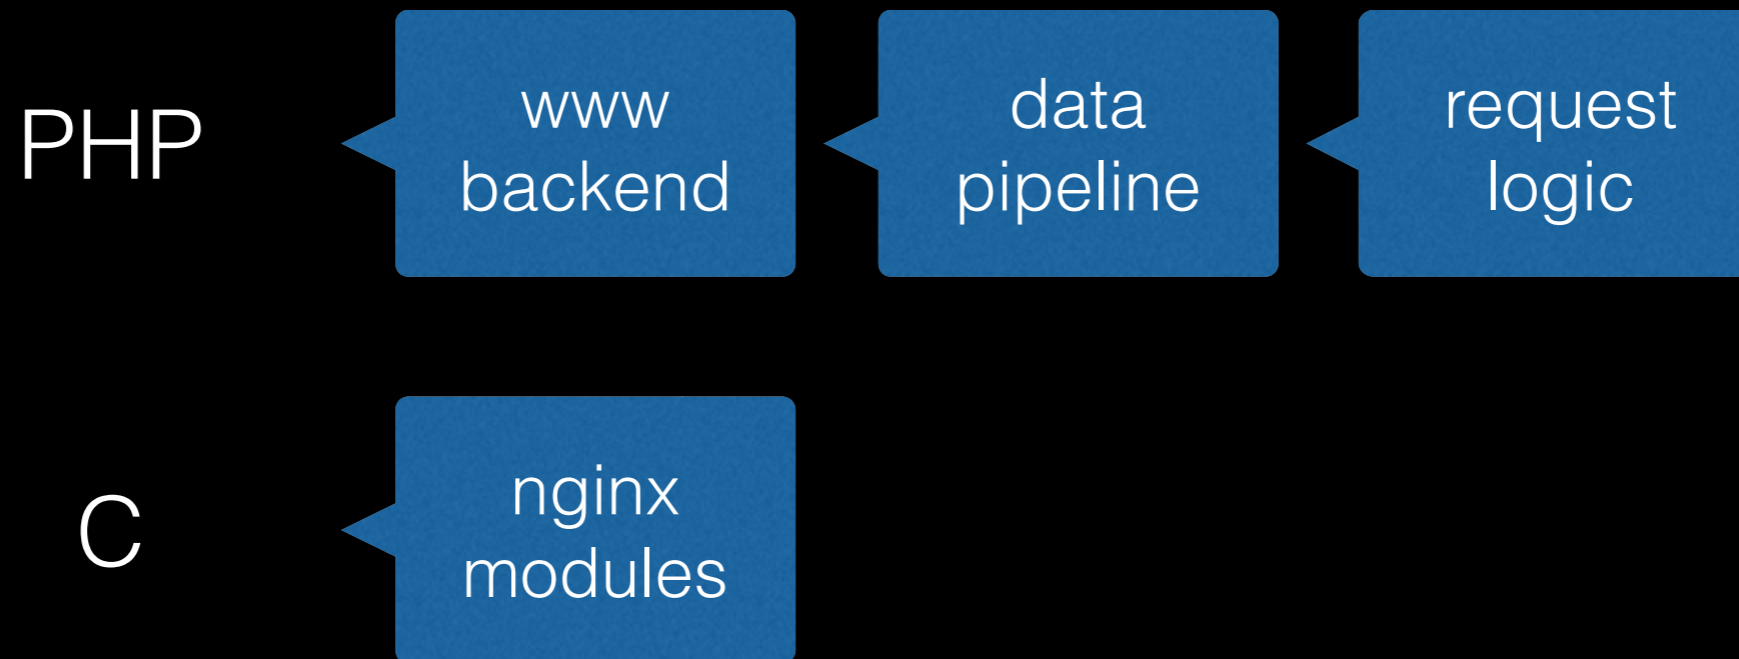 PHP
www
backend
data
pipeline
request
logic
C
nginx
modules